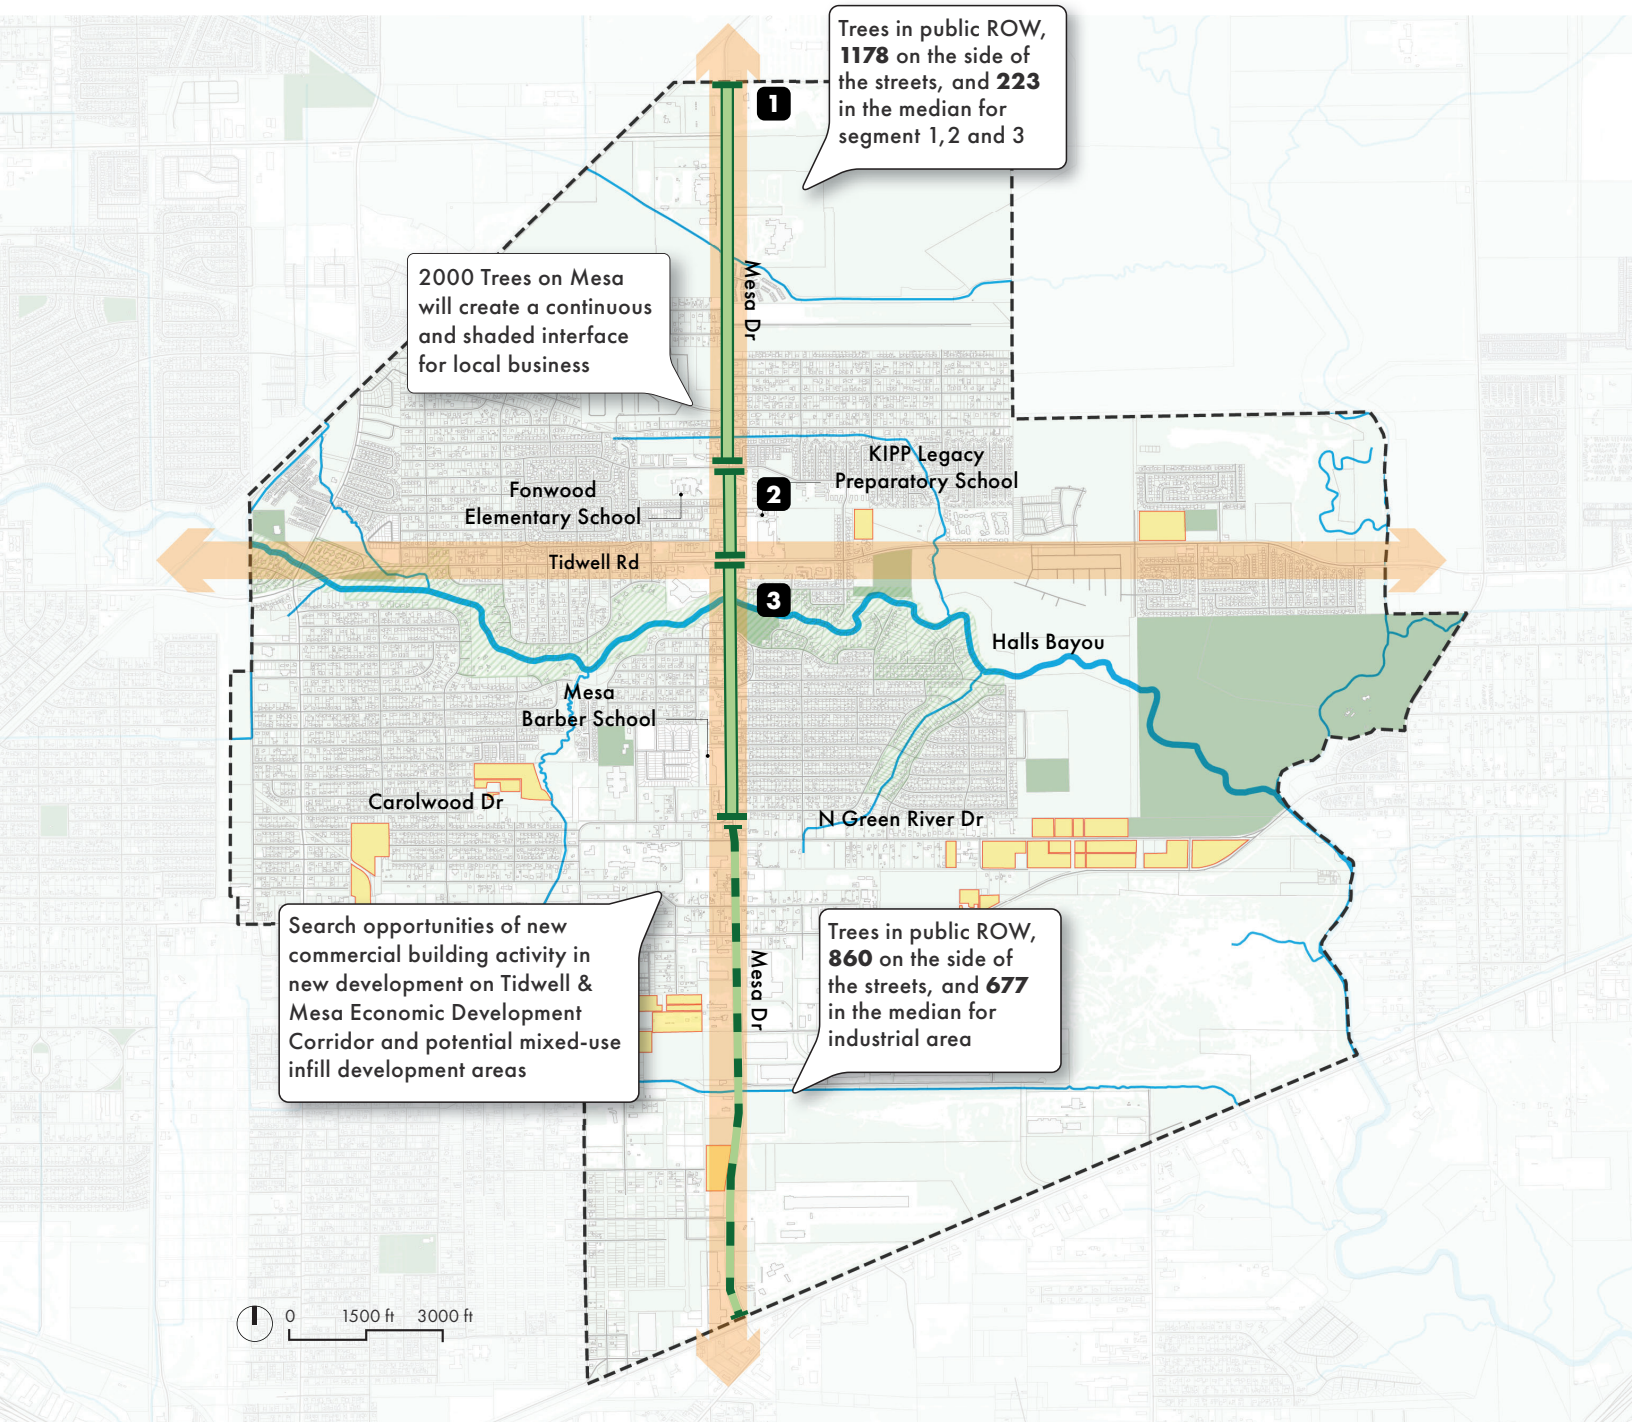 Trees in public ROW,
1178 on the side of
the streets, and 223
in the median for
segment 1,2 and 3
1
2000 Trees on Mesa
will create a continuous
and shaded interface
for local business
Mesa Dr
KIPP Legacy
Preparatory School
Fonwood
Elementary School
2
Tidwell Rd
3
Halls Bayou
Mesa
Barber School
Carolwood Dr
N Green River Dr
Search opportunities of new
commercial building activity in
new development on Tidwell &
Mesa Economic Development
Corridor and potential mixed-use
infill development areas
Mesa Dr
Trees in public ROW,
860 on the side of
the streets, and 677
in the median for
industrial area
0 1500 ft 3000 ft